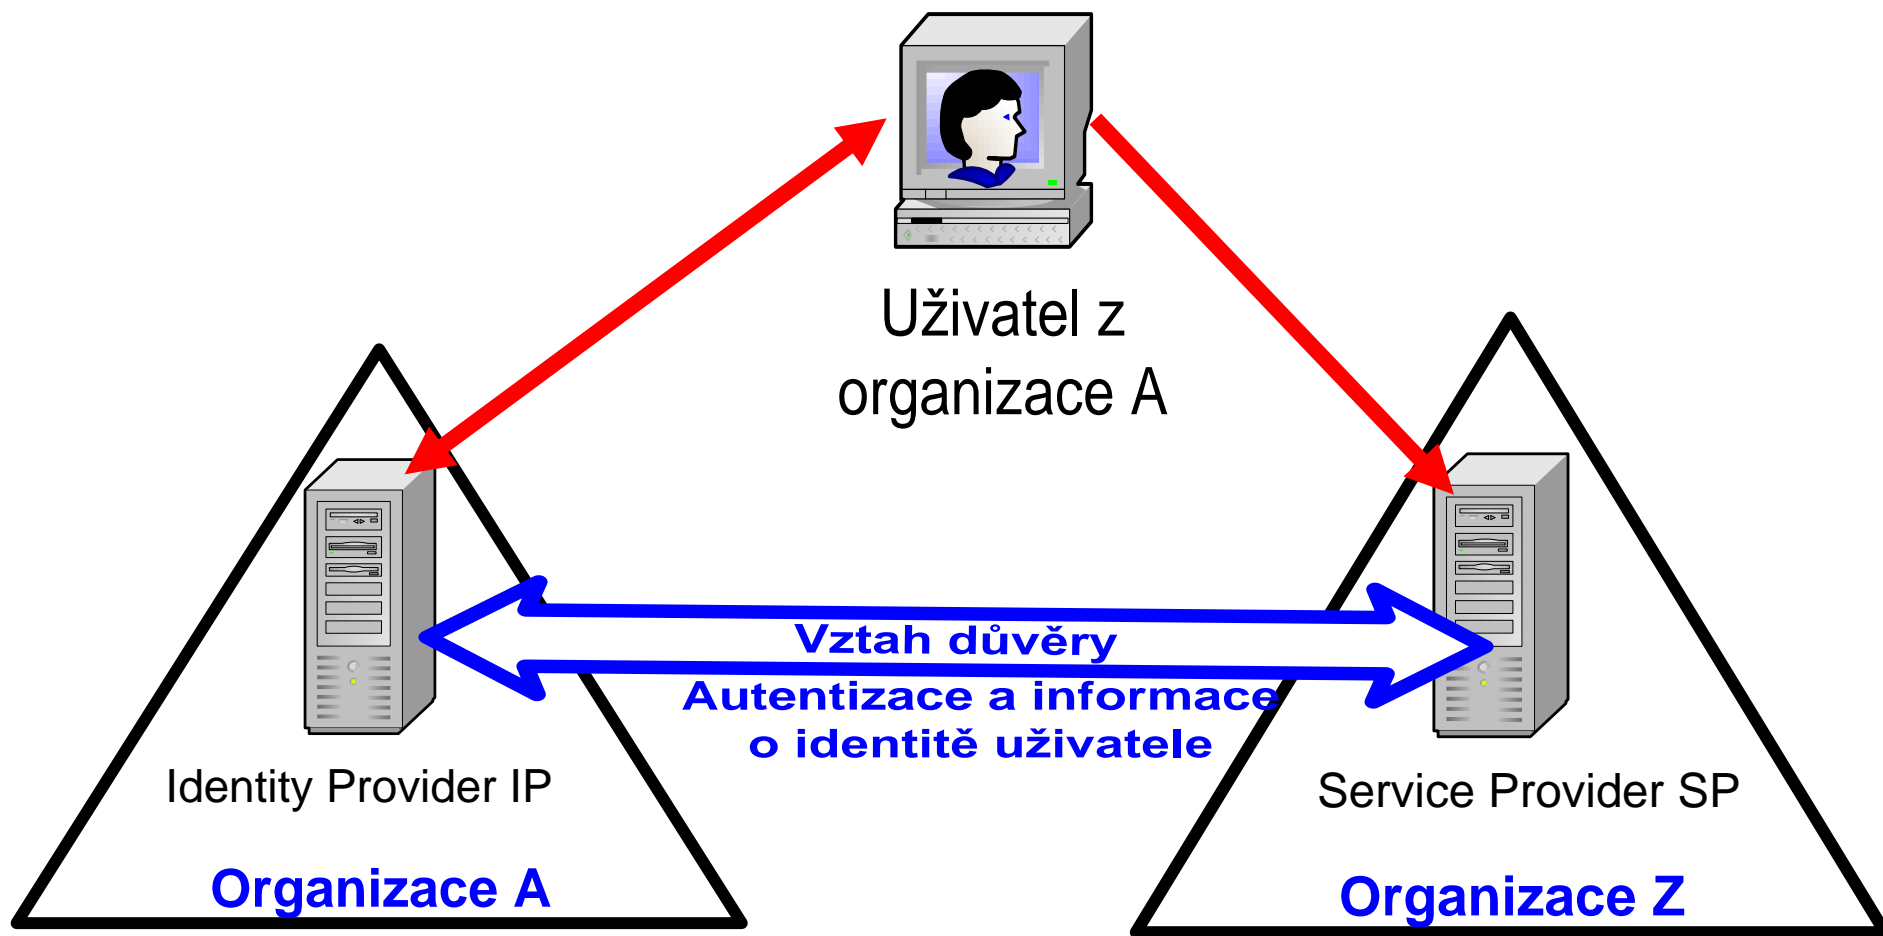 Uživatel z
organizace A
Vztah důvěry
Autentizace a informace
o identitě uživatele
Identity Provider IP
Service Provider SP
Organizace A
Organizace Z